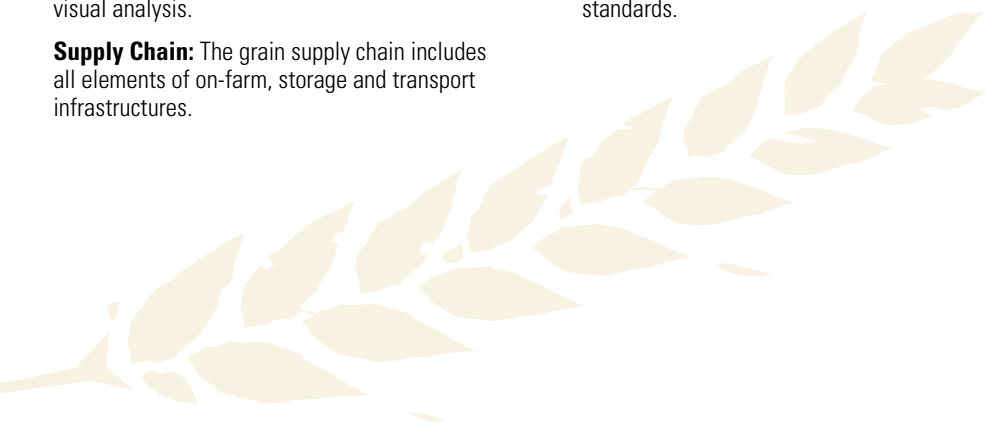 visual analysis.
Supply Chain: The grain supply chain includes
all elements of on-farm, storage and transport
infrastructures.
standards.